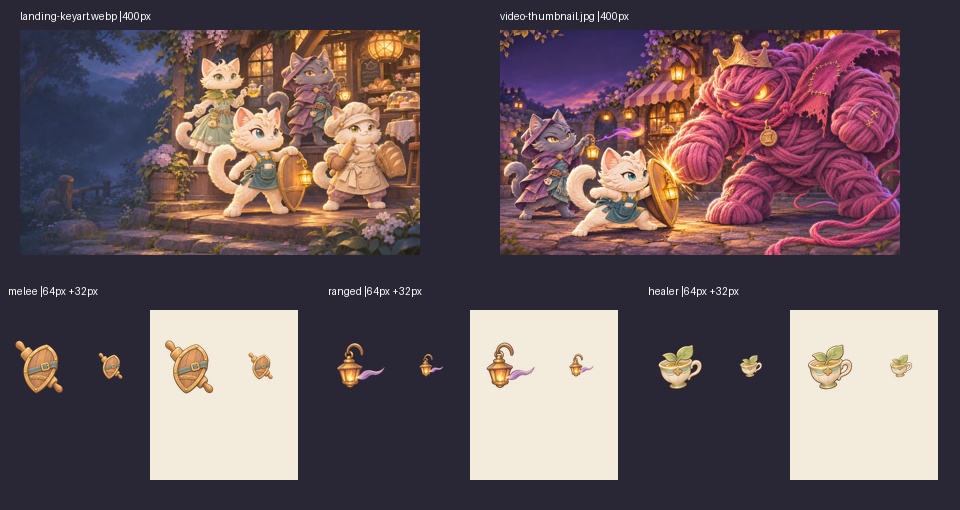 landing-keyart.webp | 400px
video-thumbnail.jpg | 400px
melee | 64px + 32px
ranged | 64px + 32px
healer | 64px + 32px